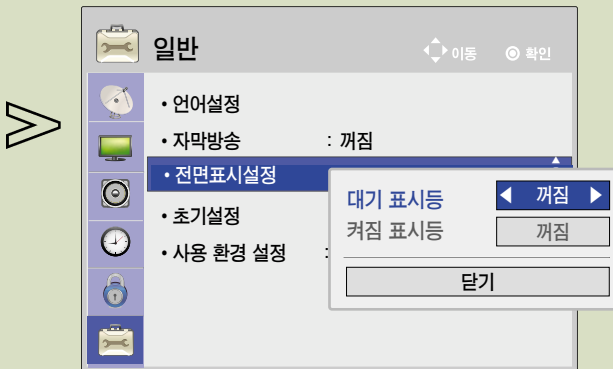 일반 이동 확인
• 언어설정
• 자막방송 : 꺼짐
• 전면표시설정
대기 표시등 꺼짐
• 초기설정
켜짐 표시등 꺼짐
• 사용 환경 설정 :
닫기